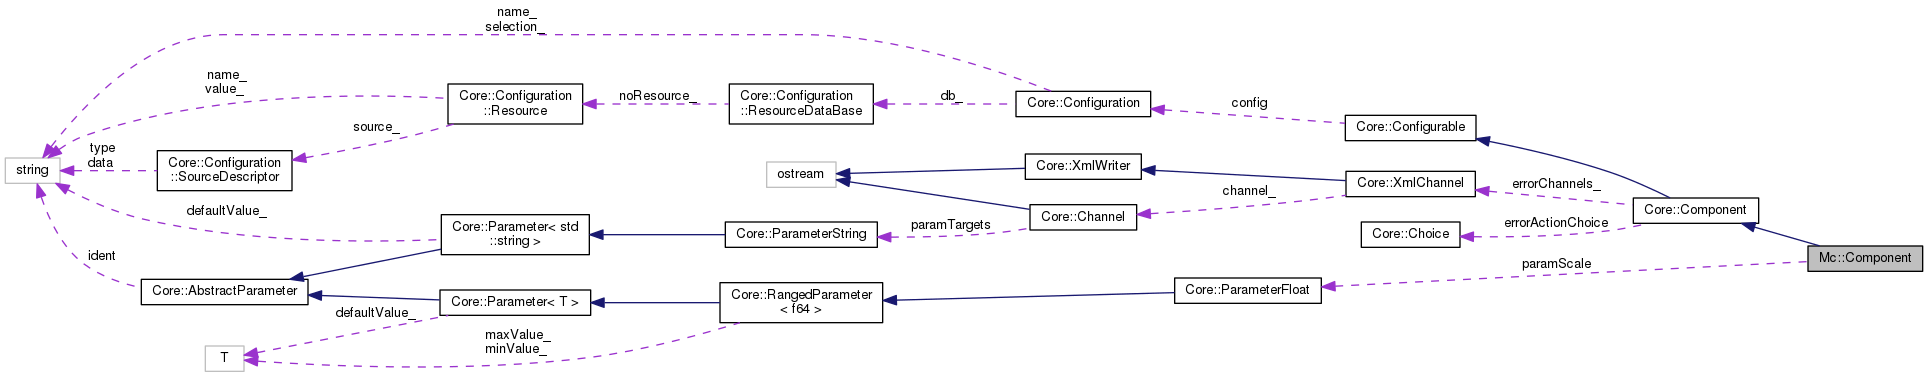 name_
selection_
name_
value_
Core::Configuration
::Resource
noResource_
Core::Configuration
::ResourceDataBase
db_
Core::Configuration
config
Core::Configurable
source_
type
data
string
Core::Configuration
::SourceDescriptor
ostream
Core::XmlWriter
Core::XmlChannel
errorChannels_
channel_
Core::Component
defaultValue_
Core::Parameter< std
::string >
Core::ParameterString
paramTargets
Core::Channel
Core::Choice
errorActionChoice
Mc::Component
ident
Core::AbstractParameter
Core::Parameter< T >
Core::RangedParameter
< f64 >
Core::ParameterFloat
paramScale
defaultValue_
maxValue_
minValue_
T